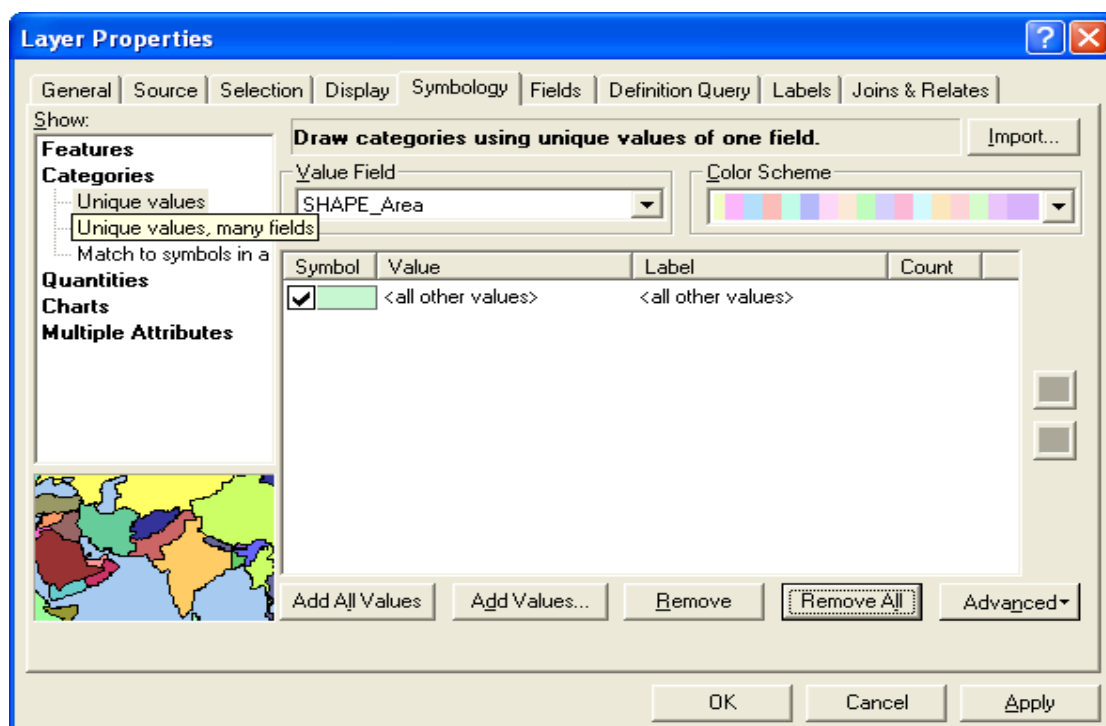 Layer Properties
?
General Source Selection Display Symbology Fields Definition Query Labels Joins & Relates
Show:
Features
Categories
Unique values
Unique values, many fields
Match to symbols in a
Quantities
Charts
Multiple Attributes
Draw categories using unique values of one field.
Import...
Value Field
SHAPE_Area
Color Scheme
Symbol Value Label Count
<all other values> <all other values>
Add All Values Add Values... Remove Remove All Advanced
OK Cancel Apply